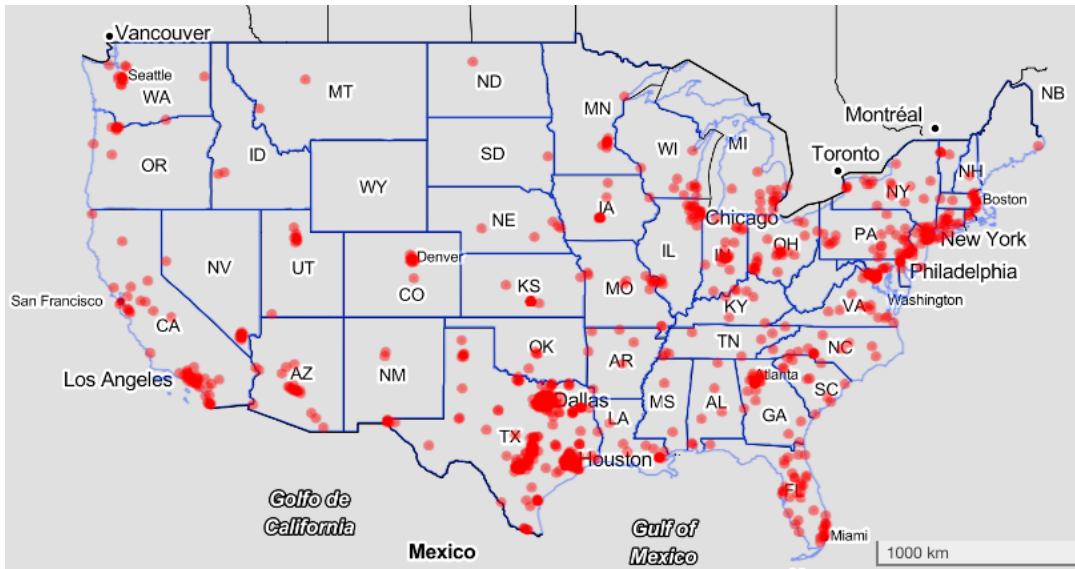 Vancouver
Seattle
WA
MT
ND
MN
NB
Montréal
OR
ID
SD
WI
MI
Toronto
NH
WY
NY
Boston
NE
IA
Chicago
PA
New York
NV
UT
Denver
IL
IN
OH
Philadelphia
San Francisco
CO
KS
MO
KY
VA
Washington
CA
Los Angeles
AZ
NM
OK
AR
TN
NC
Atlanta
SC
Dallas
LA
MS
AL
GA
TX
Houston
FL
Golfo de
California
Gulf of
Mexico
Mexico
Miami
1000 km